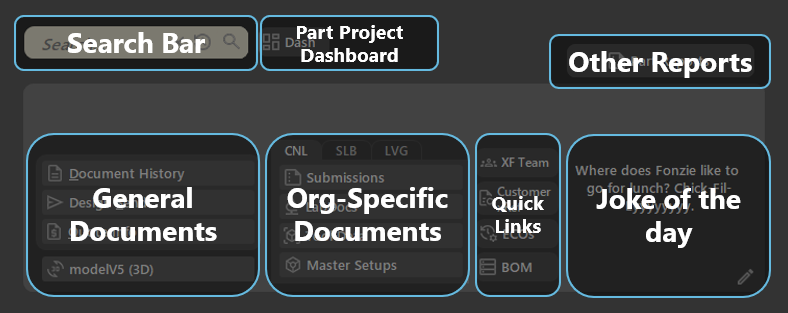 Search Bar
Part Project
Dashboard
Dash
Other Reports
CNL SLB LVG
Document History
General
Documents
modelV5 (3D)
Submissions
Org-Specific
Documents
Master Setups
XF Team
Customer
Quick
Links
ECOs
BOM
Where does Fonzie like to
go for lunch? Chick-Fil-
Joke of the
day